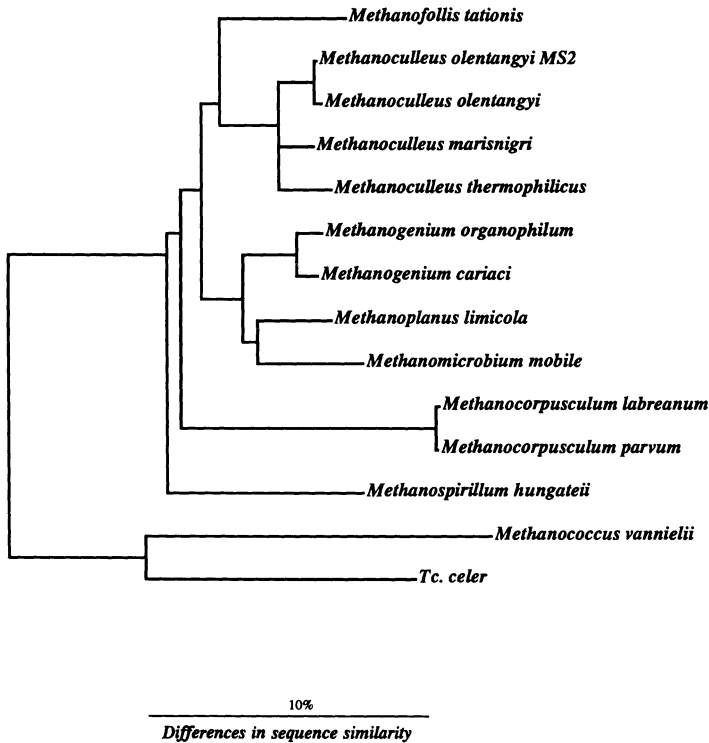 Methanofollis tationis
Methanoculleus olentangyi MS2
Methanoculleus olentangyi
Methanoculleus marisnigri
Methanoculleus thermophilicus
Methanogenium organophilum
Methanogenium cariaci
Methanoplanus limicola
Methanomicrobium mobile
Methanocorpusculum labreanum
Methanocorpusculum parvum
Methanospirillum hungateii
Methanococcus vannielii
Tc. celer
10%
Differences in sequence similarity